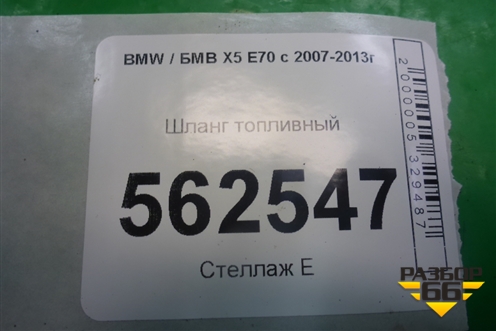 BMW / БМВ X5 E70 с 2007-2013г
Шланг топливный
562547
Стеллаж Е
2000005329487
РАЗБОР
66